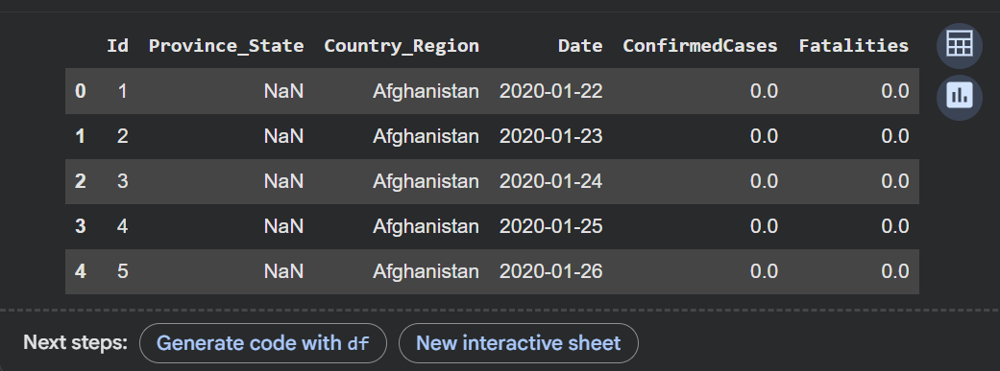 Id Province_State Country_Region Date ConfirmedCases Fatalities
0 1 NaN Afghanistan 2020-01-22 0.0 0.0
1 2 NaN Afghanistan 2020-01-23 0.0 0.0
2 3 NaN Afghanistan 2020-01-24 0.0 0.0
3 4 NaN Afghanistan 2020-01-25 0.0 0.0
4 5 NaN Afghanistan 2020-01-26 0.0 0.0
Next steps: Generate code with df New interactive sheet